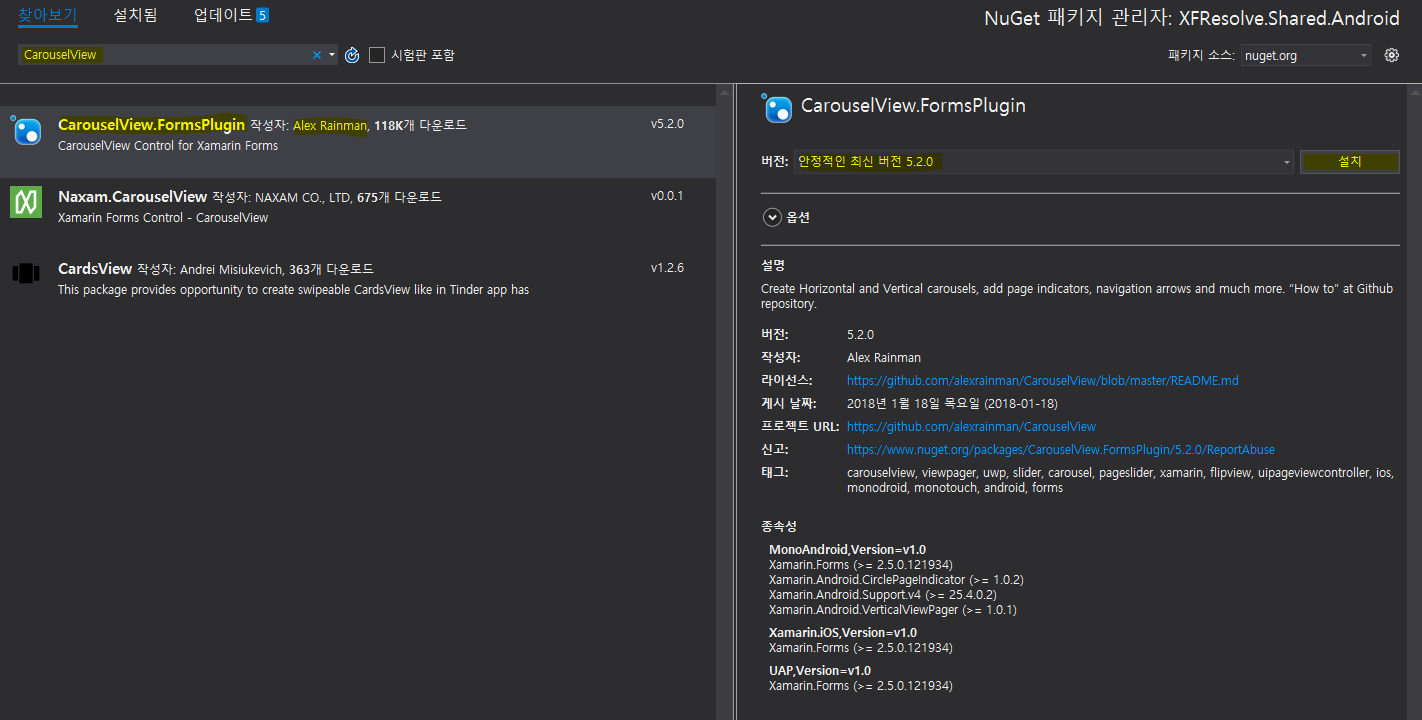 찾아보기 설치됨 업데이트 5
NuGet 패키지 관리자: XFResolve.Shared.Android
CarouselView × 시험판 포함
패키지 소스: nuget.org
CarouselView.FormsPlugin 작성자: Alex Rainman, 118K개 다운로드 v5.2.0
CarouselView Control for Xamarin Forms
Naxam.CarouselView 작성자: NAXAM CO., LTD, 675개 다운로드 v0.0.1
Xamarin Forms Control - CarouselView
CardsView 작성자: Andrei Misiukevich, 363개 다운로드 v1.2.6
This package provides opportunity to create swipeable CardsView like in Tinder app has
CarouselView.FormsPlugin
버전: 안정적인 최신 버전 5.2.0 설치
옵션
설명
Create Horizontal and Vertical carousels, add page indicators, navigation arrows and much more. "How to" at Github
repository.
버전: 5.2.0
작성자: Alex Rainman
라이선스: https://github.com/alexrainman/CarouselView/blob/master/README.md
게시 날짜: 2018년 1월 18일 목요일 (2018-01-18)
프로젝트 URL: https://github.com/alexrainman/CarouselView
신고: https://www.nuget.org/packages/CarouselView.FormsPlugin/5.2.0/ReportAbuse
태그: carouselview, viewpager, uwp, slider, carousel, pageslider, xamarin, flipview, uipageviewcontroller, ios,
monodroid, monotouch, android, forms
종속성
MonoAndroid,Version=v1.0
Xamarin.Forms (>= 2.5.0.121934)
Xamarin.Android.CirclePageIndicator (>= 1.0.2)
Xamarin.Android.Support.v4 (>= 25.4.0.2)
Xamarin.Android.VerticalViewPager (>= 1.0.1)
Xamarin.iOS,Version=v1.0
Xamarin.Forms (>= 2.5.0.121934)
UAP,Version=v1.0
Xamarin.Forms (>= 2.5.0.121934)